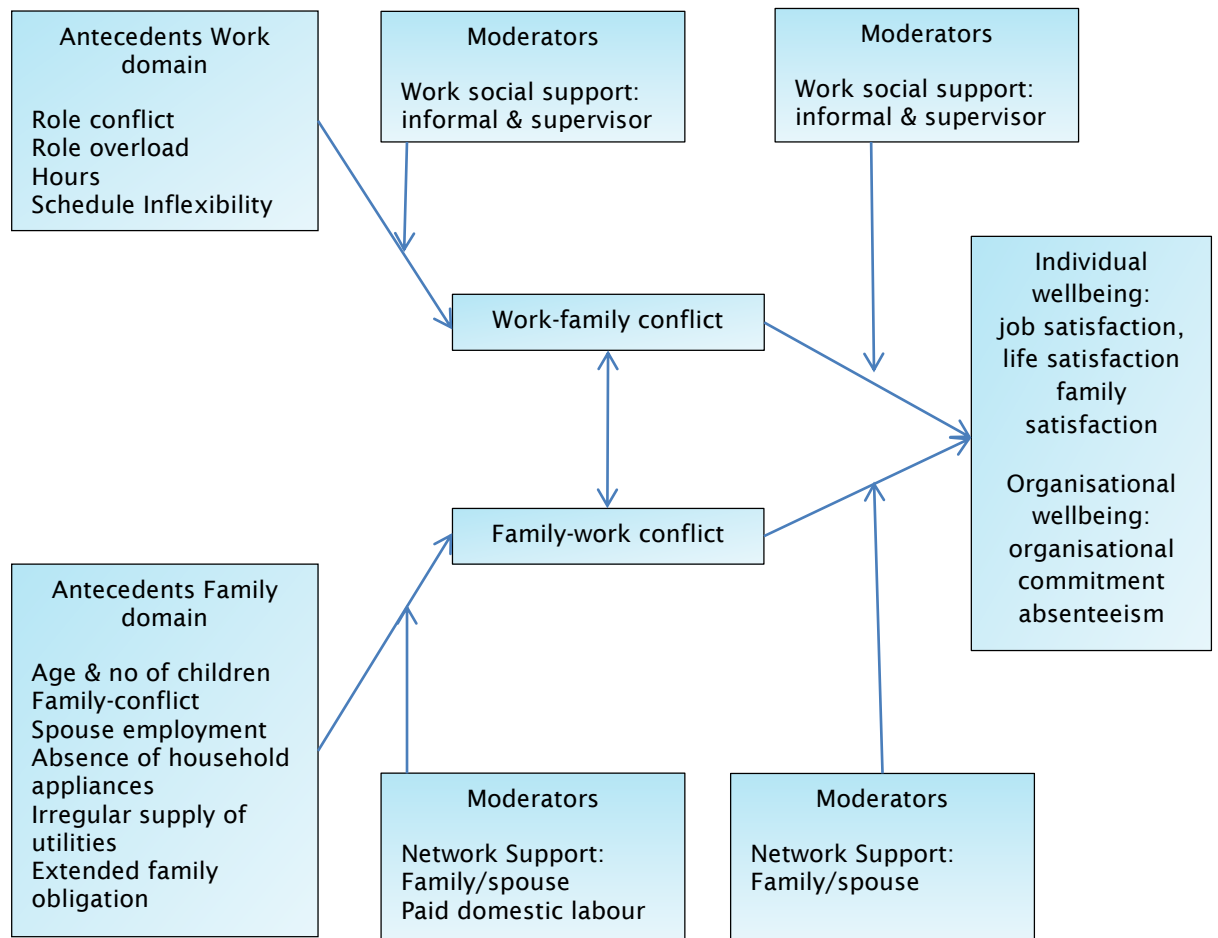 Antecedents Work
domain
Role conflict
Role overload
Hours
Schedule Inflexibility
Moderators
Work social support:
informal & supervisor
Moderators
Work social support:
informal & supervisor
Work-family conflict
Family-work conflict
Individual
wellbeing:
job satisfaction,
life satisfaction
family
satisfaction
Organisational
wellbeing:
organisational
commitment
absenteeism
Antecedents Family
domain
Age & no of children
Family-conflict
Spouse employment
Absence of household
appliances
Irregular supply of
utilities
Extended family
obligation
Moderators
Network Support:
Family/spouse
Paid domestic labour
Moderators
Network Support:
Family/spouse